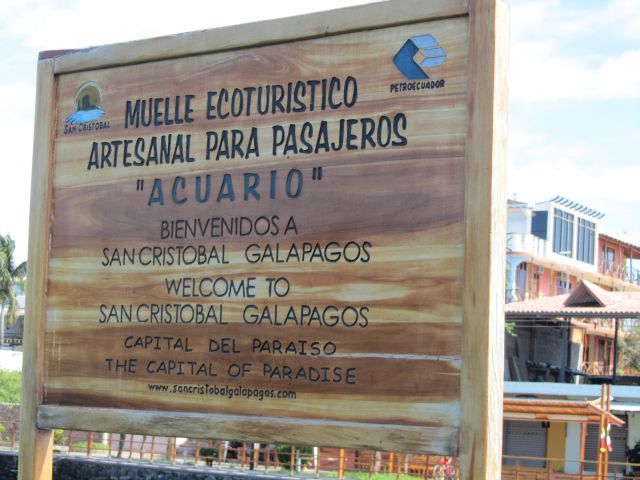 SAN CRISTOBAL
PETROECUADOR
MUELLE ECOTURISTICO
ARTESANAL PARA PASAJEROS
"ACUARIO"
BIENVENIDOS A
SAN CRISTOBAL GALAPAGOS
WELCOME TO
SAN CRISTOBAL GALAPAGOS
CAPITAL DEL PARAISO
THE CAPITAL OF PARADISE
www.sancristobalgalapagos.com